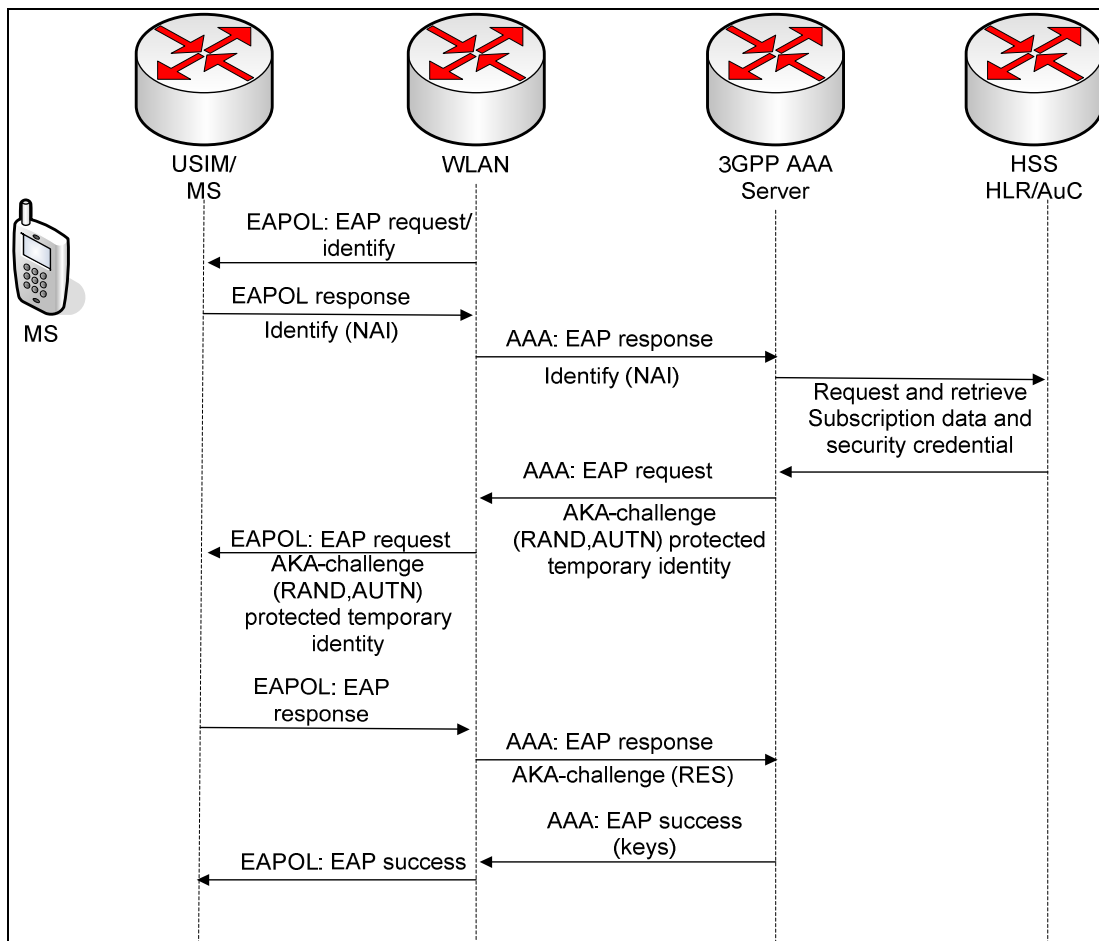 USIM/
MS
WLAN
3GPP AAA
Server
HSS
HLR/AuC
MS
EAPOL: EAP request/
identify
EAPOL response
Identify (NAI)
AAA: EAP response
Identify (NAI)
Request and retrieve
Subscription data and
security credential
AAA: EAP request
AKA-challenge
(RAND,AUTN) protected
temporary identity
EAPOL: EAP request
AKA-challenge
(RAND,AUTN)
protected temporary
identity
EAPOL: EAP
response
AAA: EAP response
AKA-challenge (RES)
AAA: EAP success
(keys)
EAPOL: EAP success